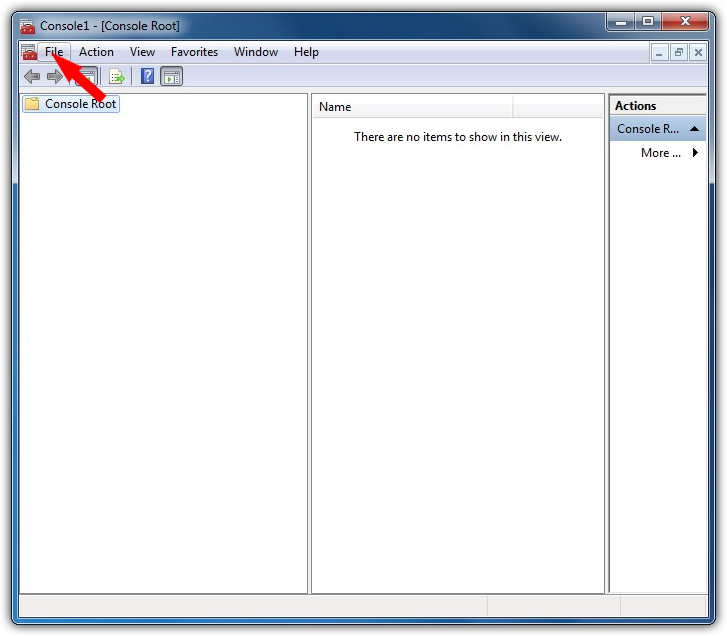 Console1 - [Console Root]
File Action View Favorites Window Help
Console Root
Name
There are no items to show in this view.
Actions
Console R...
More ...